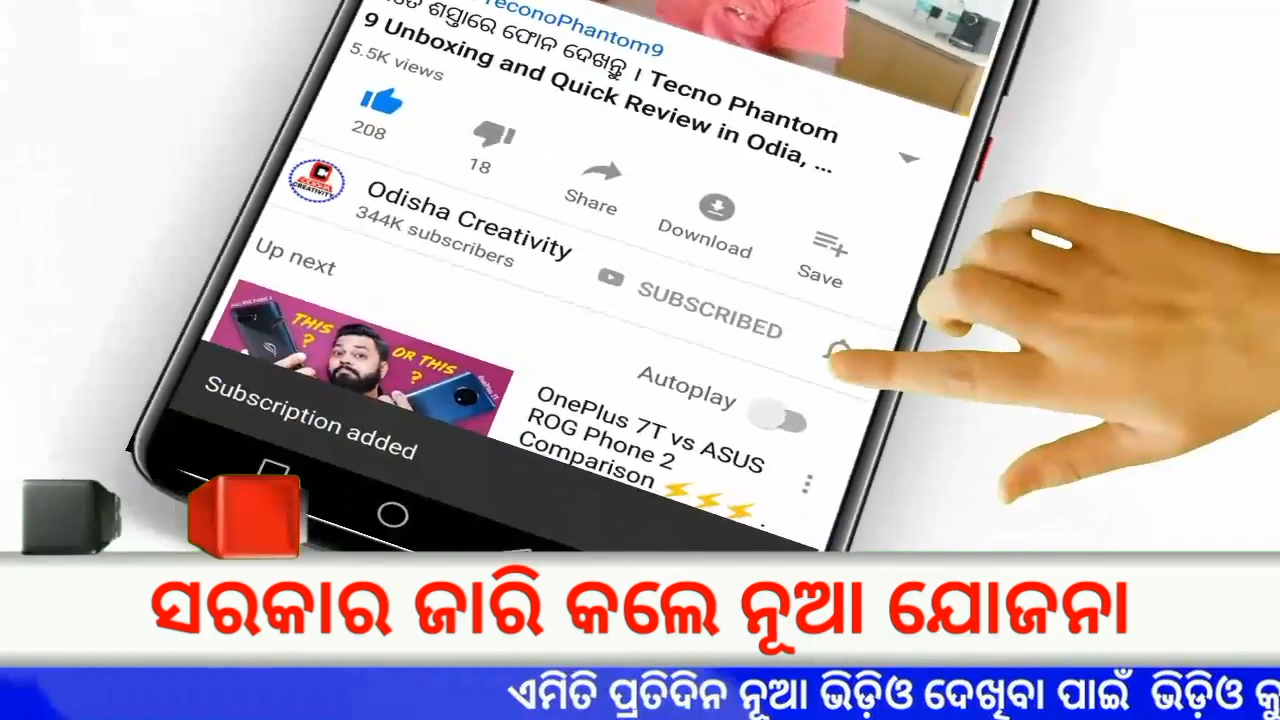 TeconoPhantom9
ଶସ୍ତାରେ ଫୋନ ଦେଖନ୍ତୁ । Tecno Phantom
9 Unboxing and Quick Review in Odia, ...
5.5K views
208
18
Share
Download
Save
CREATIVITY
Odisha Creativity
344K subscribers
SUBSCRIBED
Up next
Autoplay
THIS
?
OR THIS
?
OnePlus 7T vs ASUS
ROG Phone 2
Comparison ⚡⚡⚡ .
Subscription added
ସରକାର ଜାରି କଲେ ନୂଆ ଯୋଜନା
ଏମିତି ପ୍ରତିଦିନ ନୂଆ ଭିଡ଼ିଓ ଦେଖିବା ପାଇଁ ଭିଡ଼ିଓ